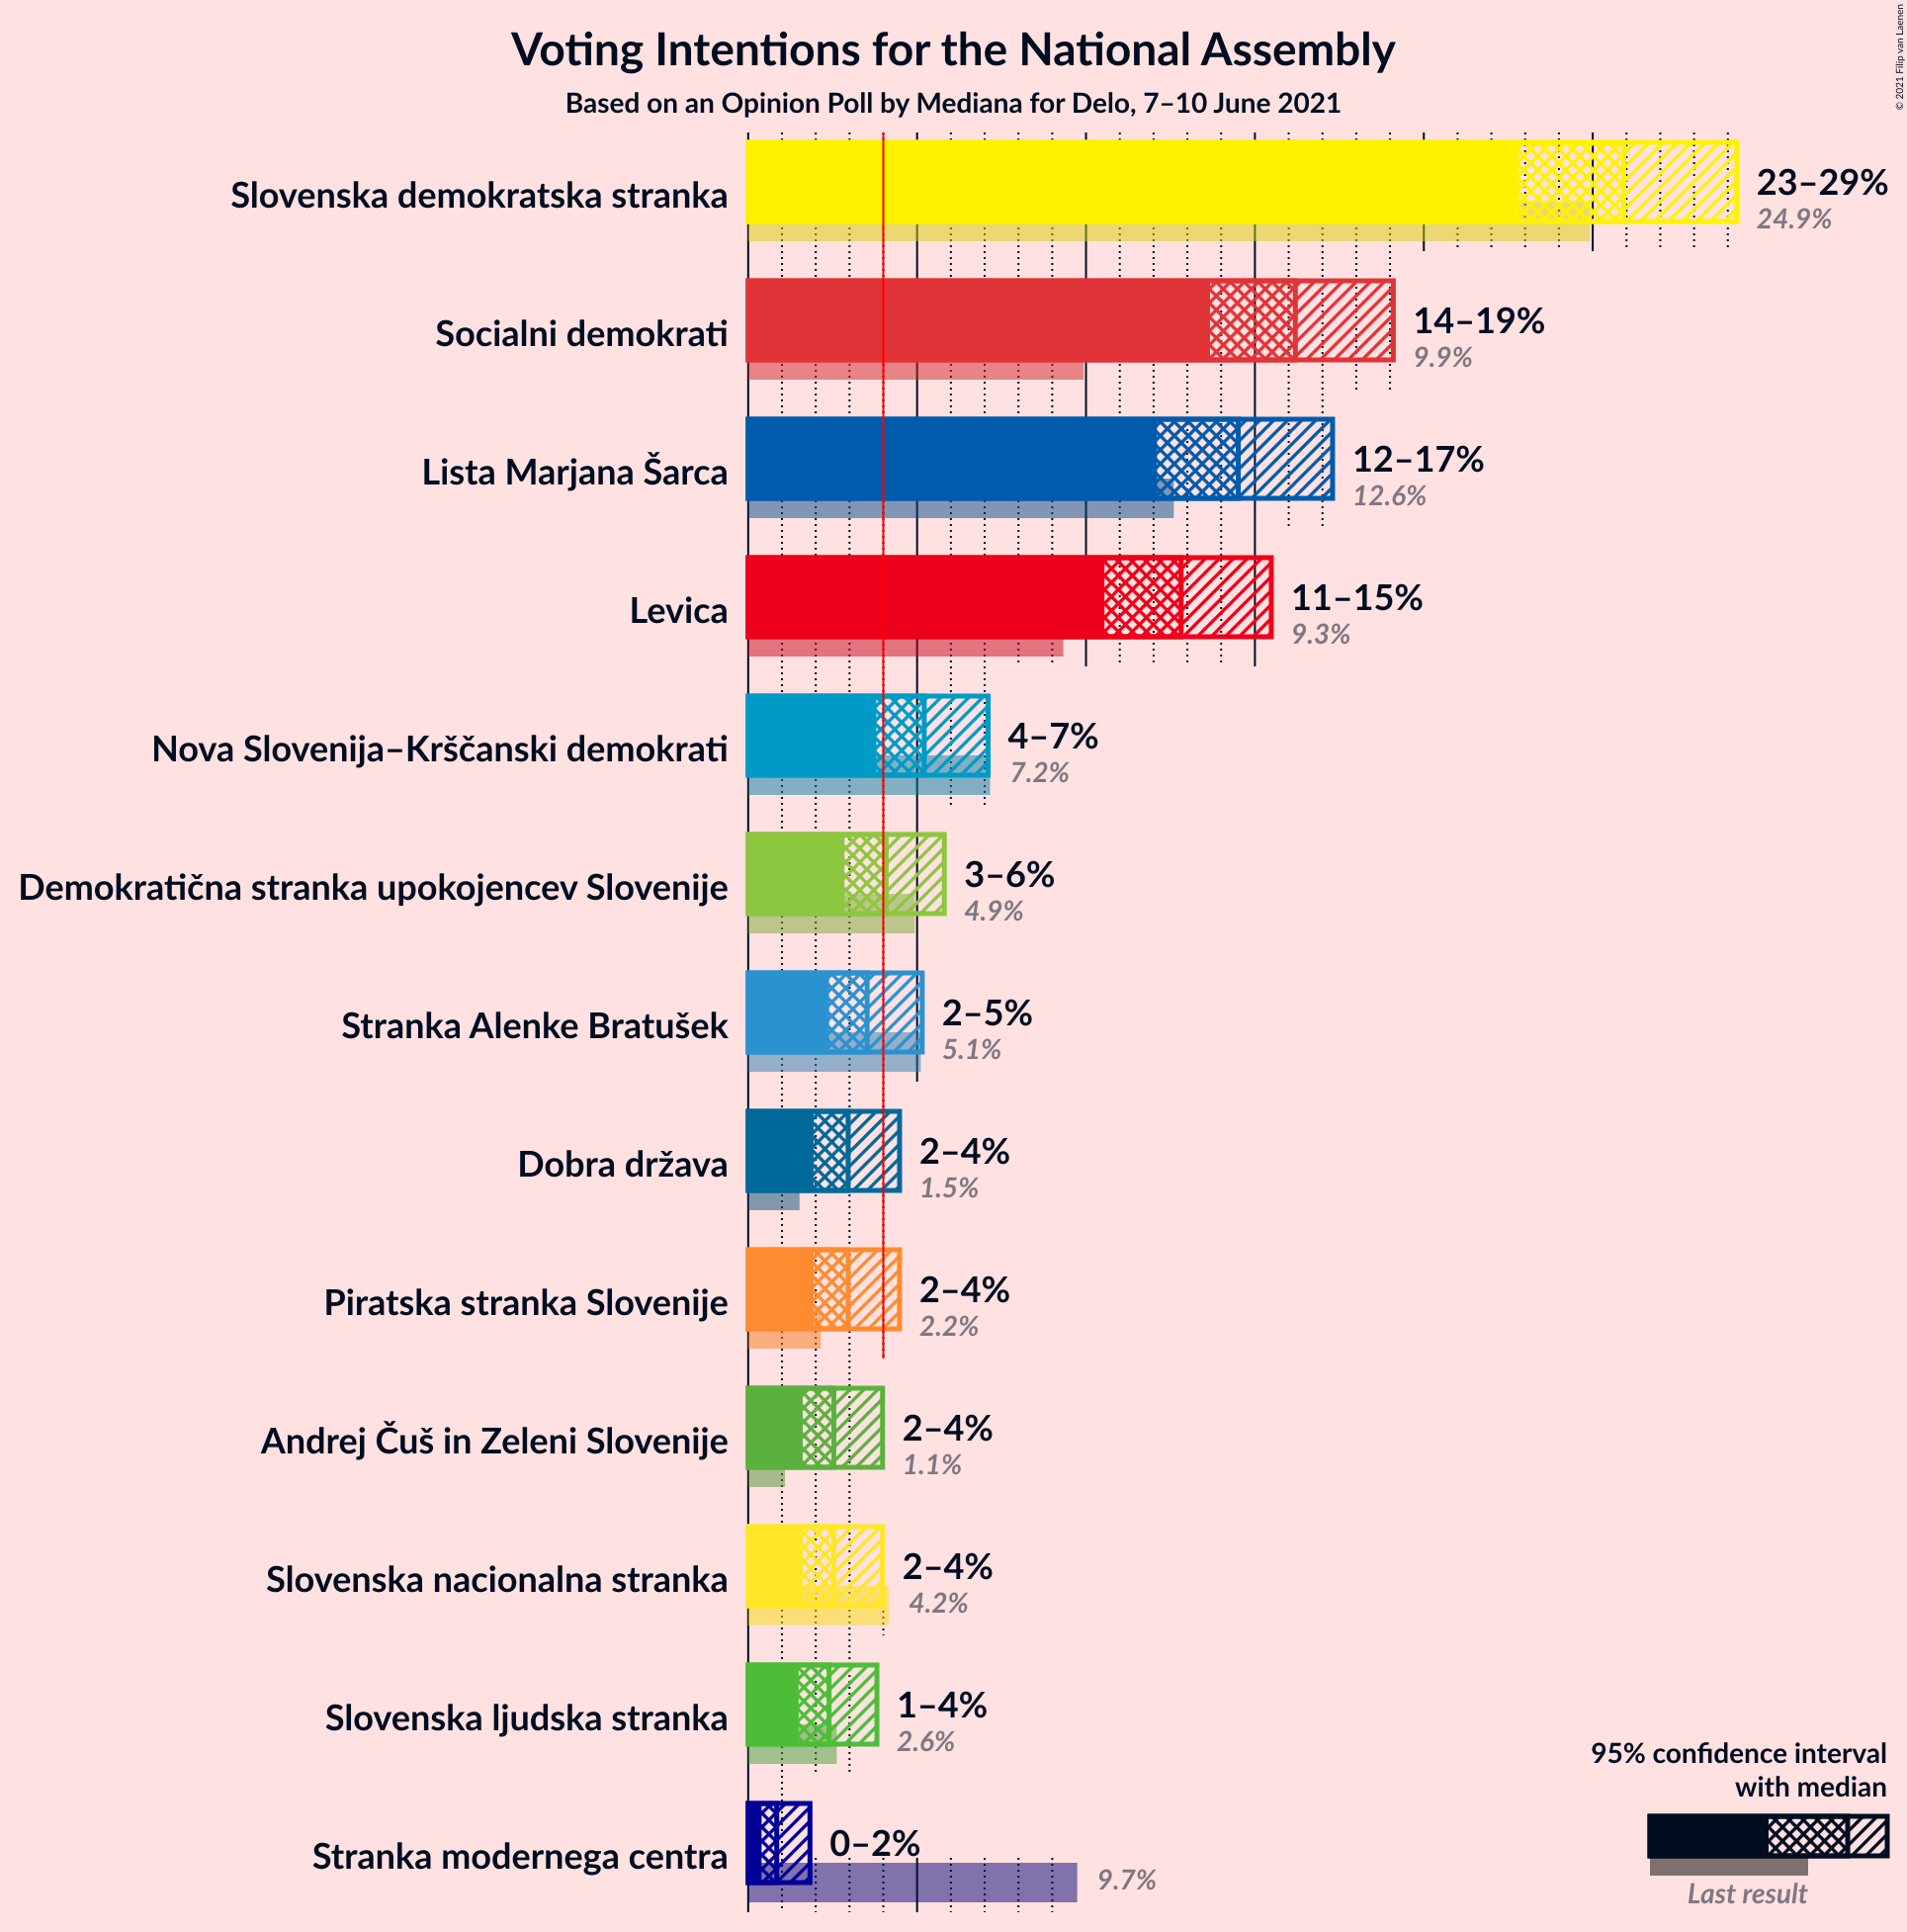 Voting Intentions for the National Assembly
Based on an Opinion Poll by Mediana for Delo, 7–10 June 2021
© 2021 Filip van Laenen
Slovenska demokratska stranka
23–29%
24.9%
Socialni demokrati
14–19%
9.9%
Lista Marjana Šarca
12–17%
12.6%
Levica
11–15%
9.3%
Nova Slovenija–Krščanski demokrati
4–7%
7.2%
Demokratična stranka upokojencev Slovenije
3–6%
4.9%
Stranka Alenke Bratušek
2–5%
5.1%
Dobra država
2–4%
1.5%
Piratska stranka Slovenije
2–4%
2.2%
Andrej Čuš in Zeleni Slovenije
2–4%
1.1%
Slovenska nacionalna stranka
2–4%
4.2%
Slovenska ljudska stranka
1–4%
2.6%
Stranka modernega centra
0–2%
9.7%
95% confidence interval
with median
Last result